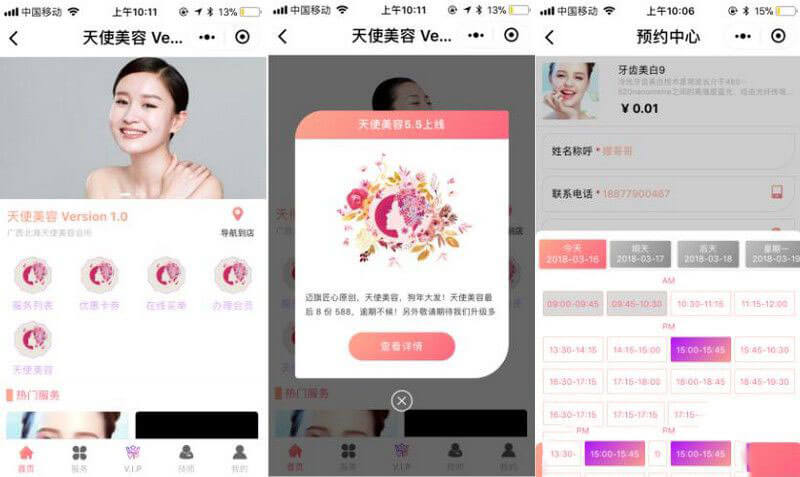 中国移动 上午10:11 13%
天使美容 Ve...
天使美容 Version 1.0
广西北海天使美容会所
导航到店
服务列表 优惠卡券 在线买单 办理会员
天使美容
热门服务
首页 服务 V.I.P 技师 我的
中国移动 上午10:11 13%
天使美容 Ve...
天使美容5.5上线
迈旗匠心原创，天使美容，狗年大发！天使美容最
后 8 份 588，逾期不候！另外敬请期待我们升级多
查看详情
首页 服务 V.I.P 技师 我的
中国移动 上午10:06 15%
预约中心
牙齿美白9
¥ 0.01
姓名称呼 *
联系电话 * 18877900467
今天 明天 后天 星期一
2018-03-16 2018-03-17 2018-03-18 2018-03-19
AM
09:00-09:45 09:45-10:30 10:30-11:15 11:15-12:00
PM
13:30-14:15 14:15-15:00 15:00-15:45 15:45-16:30
16:30-17:15 17:15-18:00 18:00-18:45 18:45-19:30
16:30-17:15 17:15-17:15 17:15-
PM PM
13:30-14:15 15:00-15:45 15:00-15:45